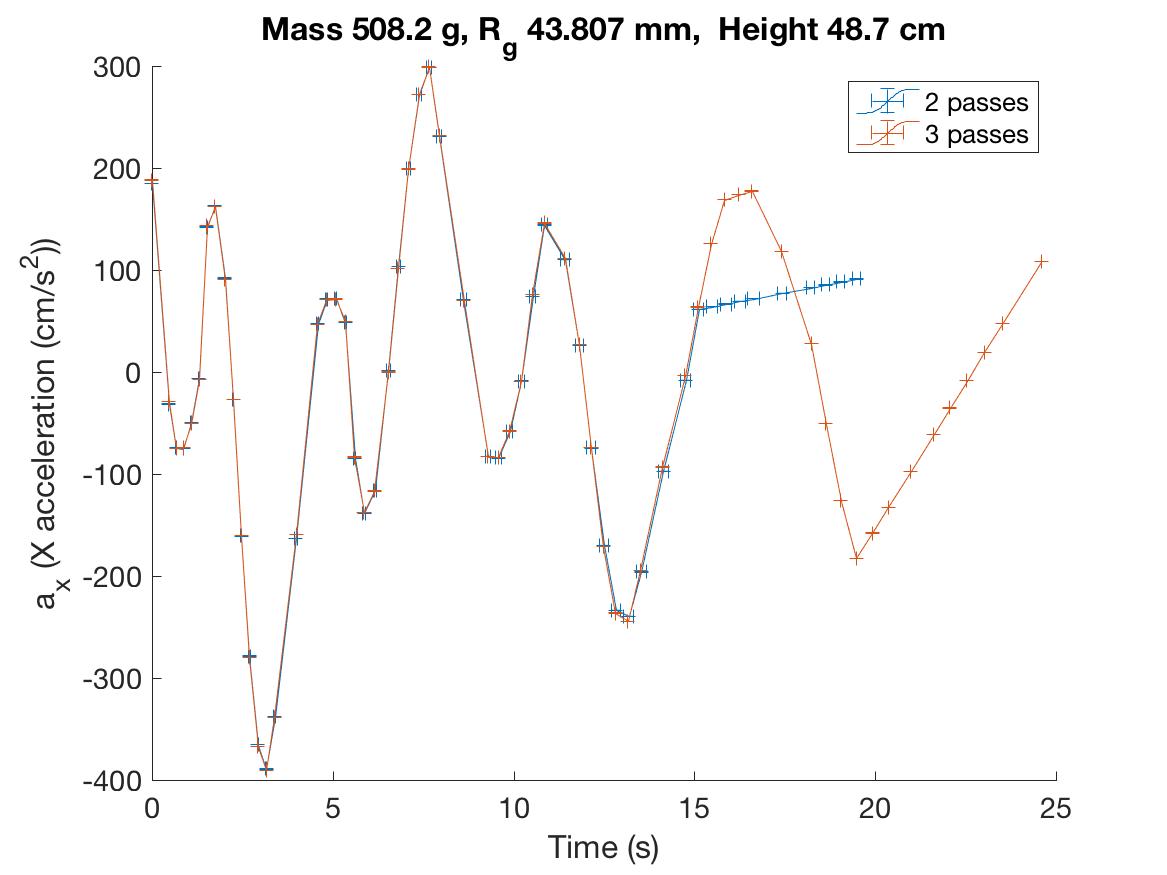 Mass 508.2 g, R_g 43.807 mm,  Height 48.7 cm
300
200
100
0
-100
-200
-300
-400
a_x (X acceleration (cm/s^2))
2 passes
3 passes
0 5 10 15 20 25
Time (s)